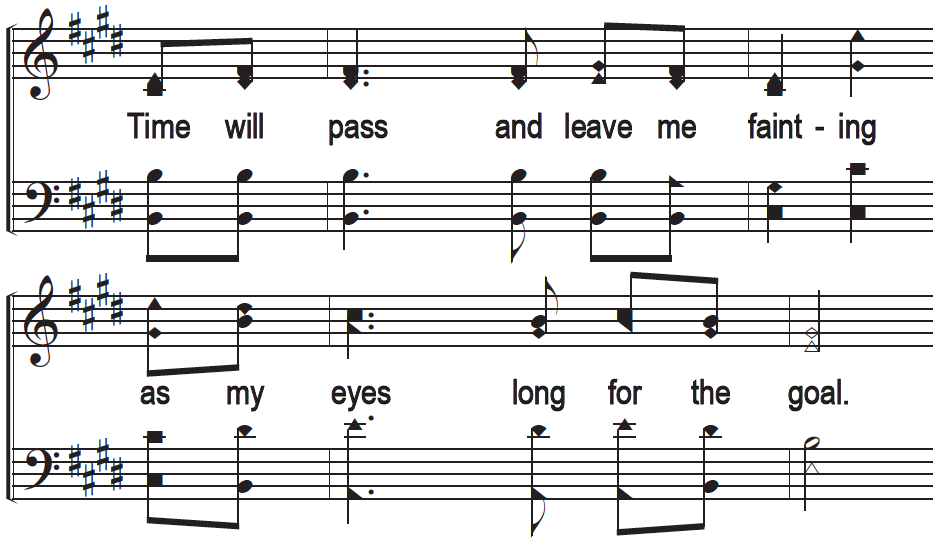 Time will pass and leave me faint - ing
as my eyes long for the goal.